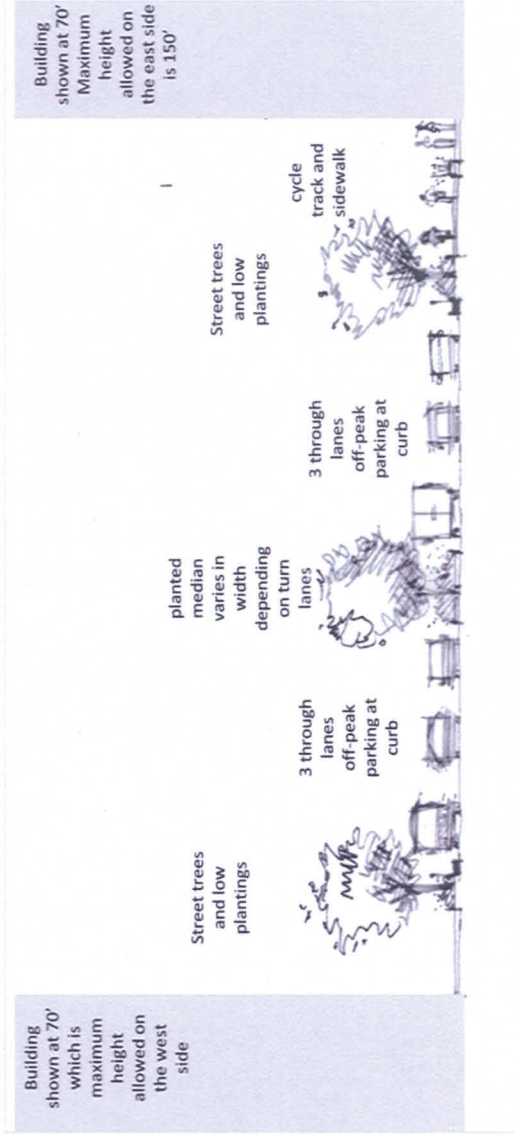 Building
shown at 70'
which is
maximum
height
allowed on
the west
side
Street trees
and low
plantings
3 through
lanes
off-peak
parking at
curb
planted
median
varies in
width
depending
on turn
lanes
3 through
lanes
off-peak
parking at
curb
Street trees
and low
plantings
cycle
track and
sidewalk
Building
shown at 70'
Maximum
height
allowed on
the east side
is 150'